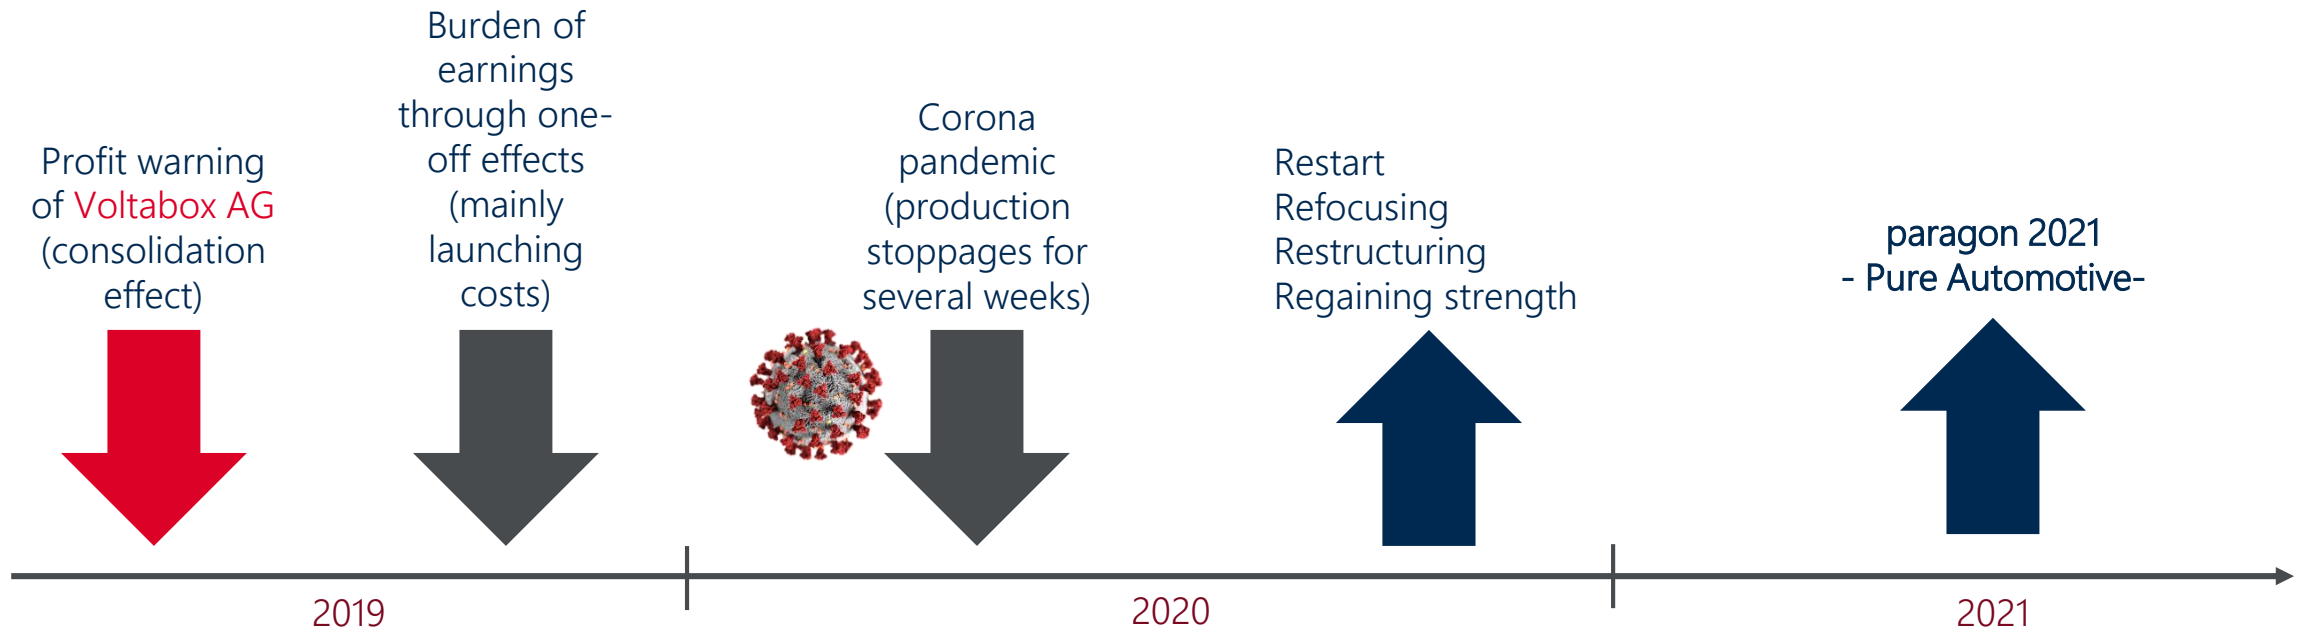 Profit warning
of Voltabox AG
(consolidation
effect)
Burden of
earnings
through one-
off effects
(mainly
launching
costs)
Corona
pandemic
(production
stoppages for
several weeks)
Restart
Refocusing
Restructuring
Regaining strength
paragon 2021
- Pure Automotive-
2019
2020
2021